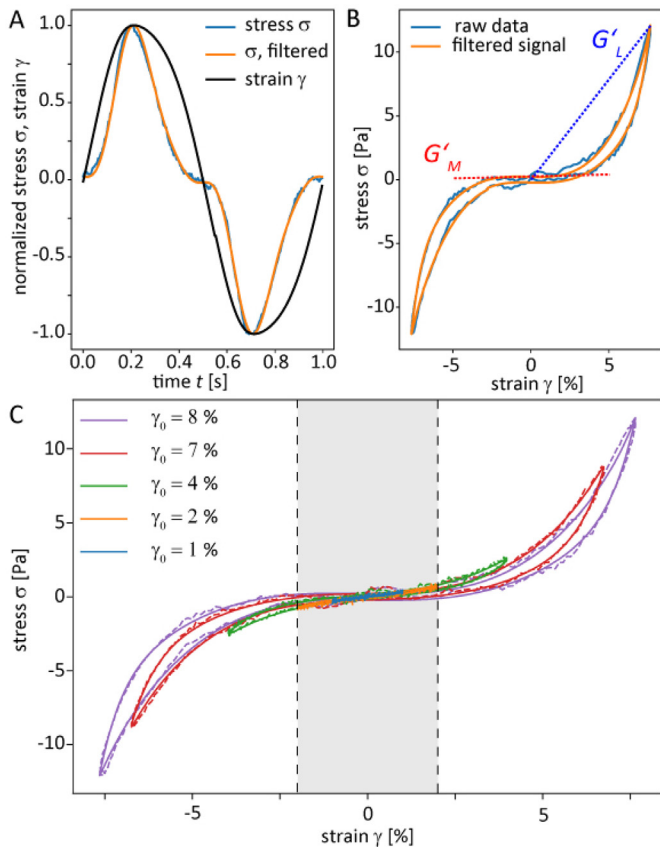 A
1.0
0.5
0.0
-0.5
-1.0
normalized stress σ, strain γ
stress σ
σ, filtered
strain γ
0.0 0.2 0.4 0.6 0.8 1.0
time t [s]
B
raw data
filtered signal
G‘L
G‘M
10
5
0
-5
-10
stress σ [Pa]
-5 0 5
strain γ [%]
C
γ0 = 8 %
γ0 = 7 %
γ0 = 4 %
γ0 = 2 %
γ0 = 1 %
10
5
0
-5
-10
stress σ [Pa]
-5 0 5
strain γ [%]